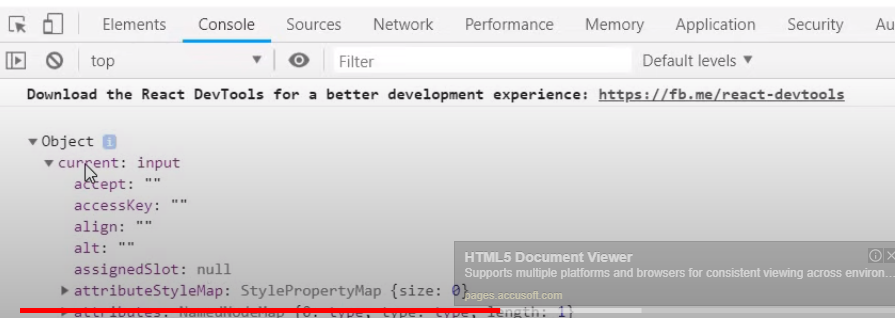 Elements Console Sources Network Performance Memory Application Security Au
top Filter Default levels
Download the React DevTools for a better development experience: https://fb.me/react-devtools
Object i
current: input
accept: ""
accessKey: ""
align: ""
alt: ""
assignedSlot: null
attributeStyleMap: StylePropertyMap {size: 0}
attributes: NamedNodeMap {0: type, type: type, length: 1}
HTML5 Document Viewer
Supports multiple platforms and browsers for consistent viewing across environ...
pages.accusoft.com